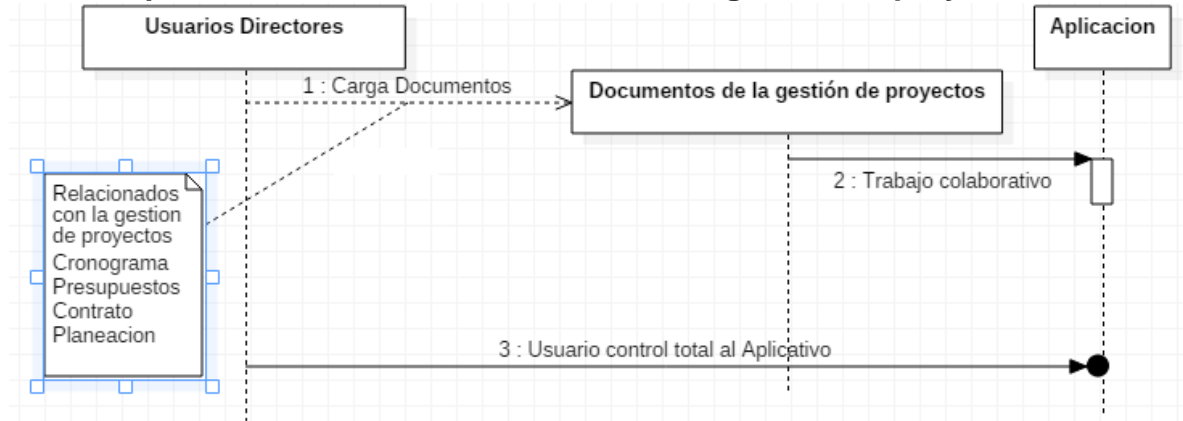 Usuarios Directores
Aplicacion
1 : Carga Documentos
Documentos de la gestión de proyectos
2 : Trabajo colaborativo
Relacionados
con la gestion
de proyectos
Cronograma
Presupuestos
Contrato
Planeacion
3 : Usuario control total al Aplicativo